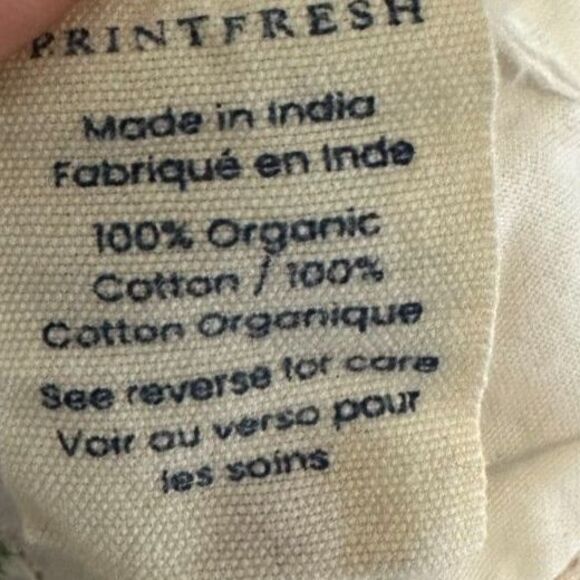 PRINTFRESH
Made in India
Fabriqué en Inde
100% Organic
Cotton / 100%
Cotton Organique
See reverse for care
Voir au verso pour
les soins